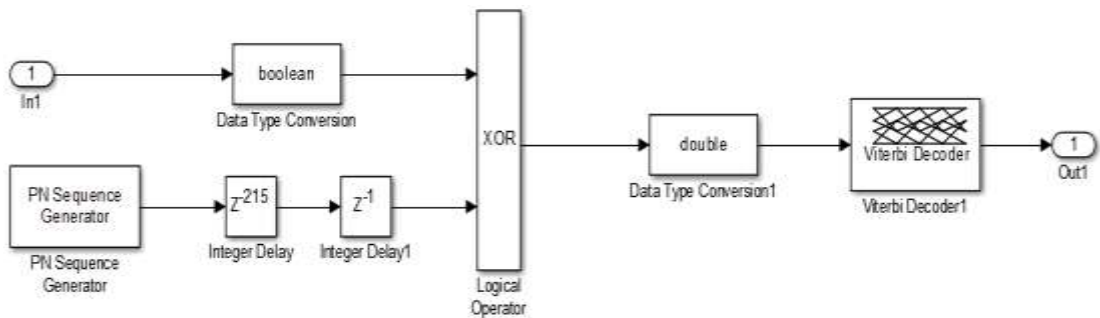 1
In1
boolean
Data Type Conversion
PN Sequence
Generator
PN Sequence
Generator
Z-215
Integer Delay
Z-1
Integer Delay1
XOR
Logical
Operator
double
Data Type Conversion1
Viterbi Decoder
Viterbi Decoder1
1
Out1